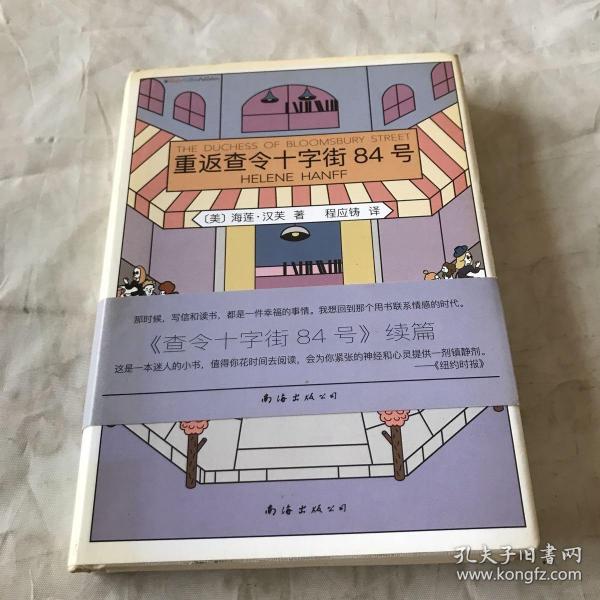 THE DUCHESS OF BLOOMSBURY STREET
重返查令十字街 84 号
HELENE HANFF
〔美〕海莲·汉芙 著 程应铸 译
那时候，写信和读书，都是一件幸福的事情。我想回到那个用书联系情感的时代。
《查令十字街 84 号》续篇
这是一本迷人的小书，值得你花时间去阅读，会为你紧张的神经和心灵提供一剂镇静剂。
——《纽约时报》
南海出版公司
南海出版公司
孔夫子旧书网
www.kongfz.com